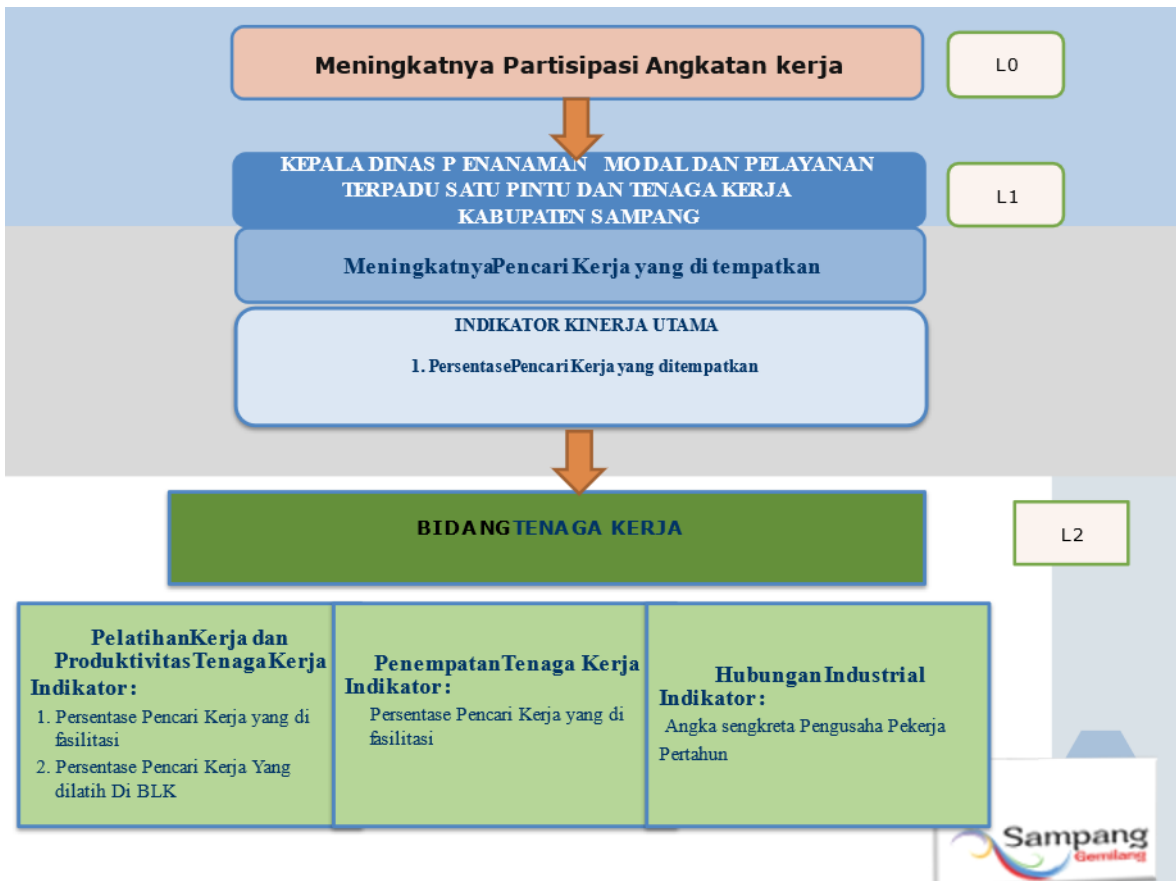 Meningkatnya Partisipasi Angkatan kerja
L0
KEPALA DINAS P ENANAMAN MODAL DAN PELAYANAN
TERPADU SATU PINTU DAN TENAGA KERJA
KABUPATEN SAMPANG
L1
MeningkatnyaPencari Kerja yang di tempatkan
INDIKATOR KINERJA UTAMA
1. PersentasePencari Kerja yang ditempatkan
BIDANG TENAGA KERJA
L2
PelatihanKerja dan
ProduktivitasTenagaKerja
Indikator:
1. Persentase Pencari Kerja yang di
fasilitasi
2. Persentase Pencari Kerja Yang
dilatih Di BLK
PenempatanTenaga Kerja
Indikator:
Persentase Pencari Kerja yang di
fasilitasi
HubunganIndustrial
Indikator:
Angka sengkreta Pengusaha Pekerja
Pertahun
Sampang
Gemilang